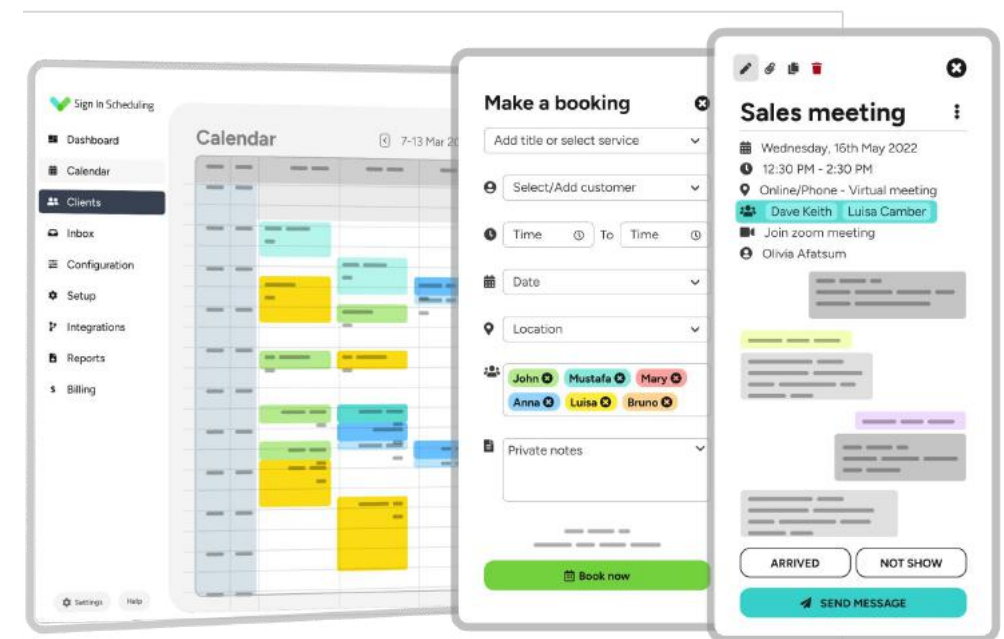 Sign In Scheduling
Dashboard
Calendar
Clients
Inbox
Configuration
Setup
Integrations
Reports
$ Billing
Settings
Help
Calendar
7-13 Mar
Make a booking
Add title or select service
Select/Add customer
Time To Time
Date
Location
John Mustafa Mary
Anna Luisa Bruno
Private notes
Book now
Sales meeting
Wednesday, 16th May 2022
12:30 PM - 2:30 PM
Online/Phone - Virtual meeting
Dave Keith Luisa Camber
Join zoom meeting
Olivia Afatsum
ARRIVED NOT SHOW
SEND MESSAGE